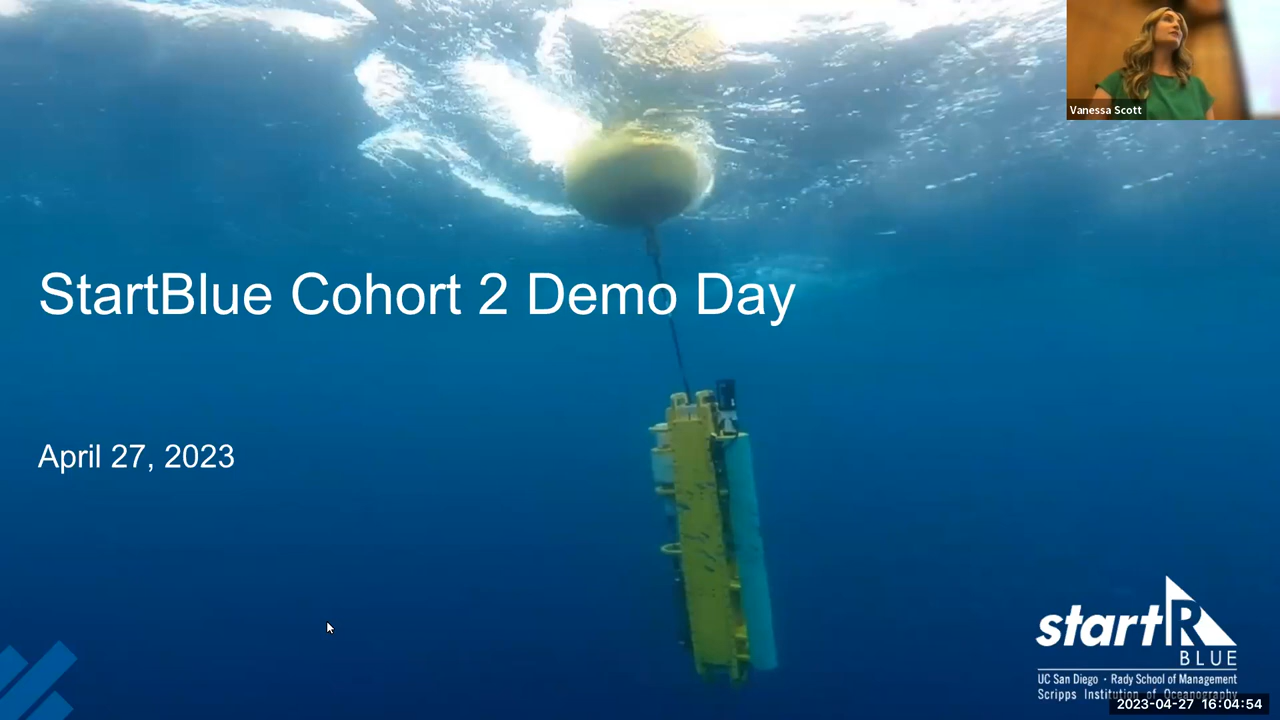 Vanessa Scott
StartBlue Cohort 2 Demo Day
April 27, 2023
startR
BLUE
UC San Diego • Rady School of Management
Scripps Institution of Oceanography
2023-04-27 16:04:54